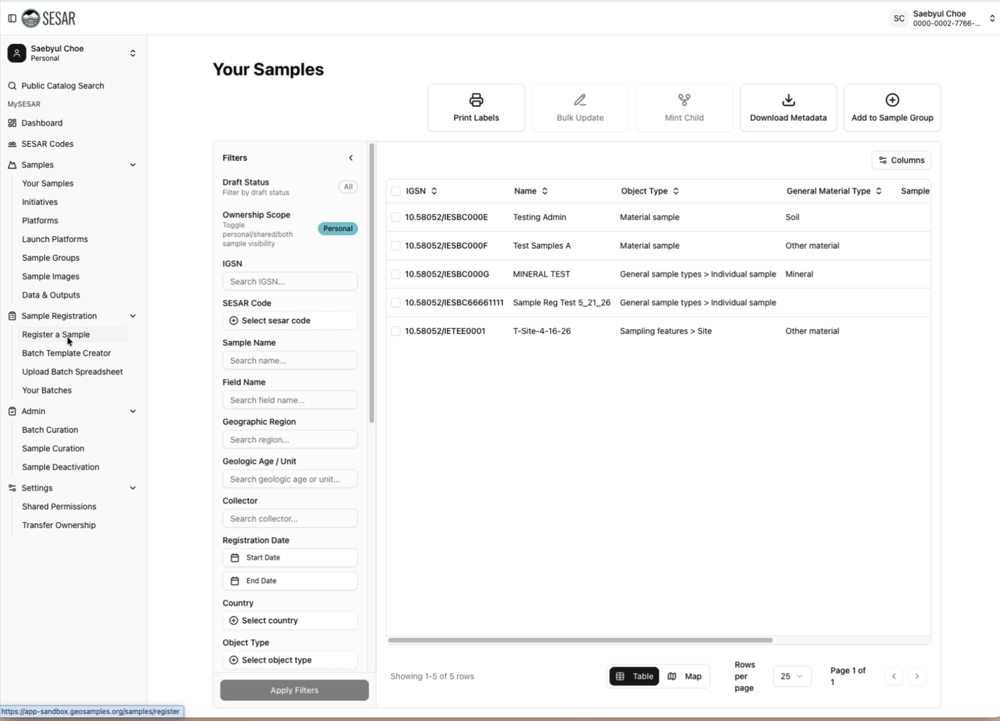 SESAR
SC
Saebyul Choe
0000-0002-7766-...
Saebyul Choe
Personal
Public Catalog Search
MySESAR
Dashboard
SESAR Codes
Samples
Your Samples
Initiatives
Platforms
Launch Platforms
Sample Groups
Sample Images
Data & Outputs
Sample Registration
Register a Sample
Batch Template Creator
Upload Batch Spreadsheet
Your Batches
Admin
Batch Curation
Sample Curation
Sample Deactivation
Settings
Shared Permissions
Transfer Ownership
https://app-sandbox.geosamples.org/samples/register
Your Samples
Print Labels
Bulk Update
Mint Child
Download Metadata
Add to Sample Group
Filters
Draft Status
Filter by draft status
All
Ownership Scope
Toggle
personal/shared/both
sample visibility
Personal
IGSN
Search IGSN...
SESAR Code
Select sesar code
Sample Name
Search name...
Field Name
Search field name...
Geographic Region
Search region...
Geologic Age / Unit
Search geologic age or unit...
Collector
Search collector...
Registration Date
Start Date
End Date
Country
Select country
Object Type
Select object type
Apply Filters
Columns
IGSN Name Object Type General Material Type Sample
10.58052/IESBC000E Testing Admin Material sample Soil
10.58052/IESBC000F Test Samples A Material sample Other material
10.58052/IESBC000G MINERAL TEST General sample types > Individual sample Mineral
10.58052/IESBC66661111 Sample Reg Test 5_21_26 General sample types > Individual sample
10.58052/IETEE0001 T-Site-4-16-26 Sampling features > Site Other material
Showing 1-5 of 5 rows
Table
Map
Rows
per
page
25
Page 1 of
1